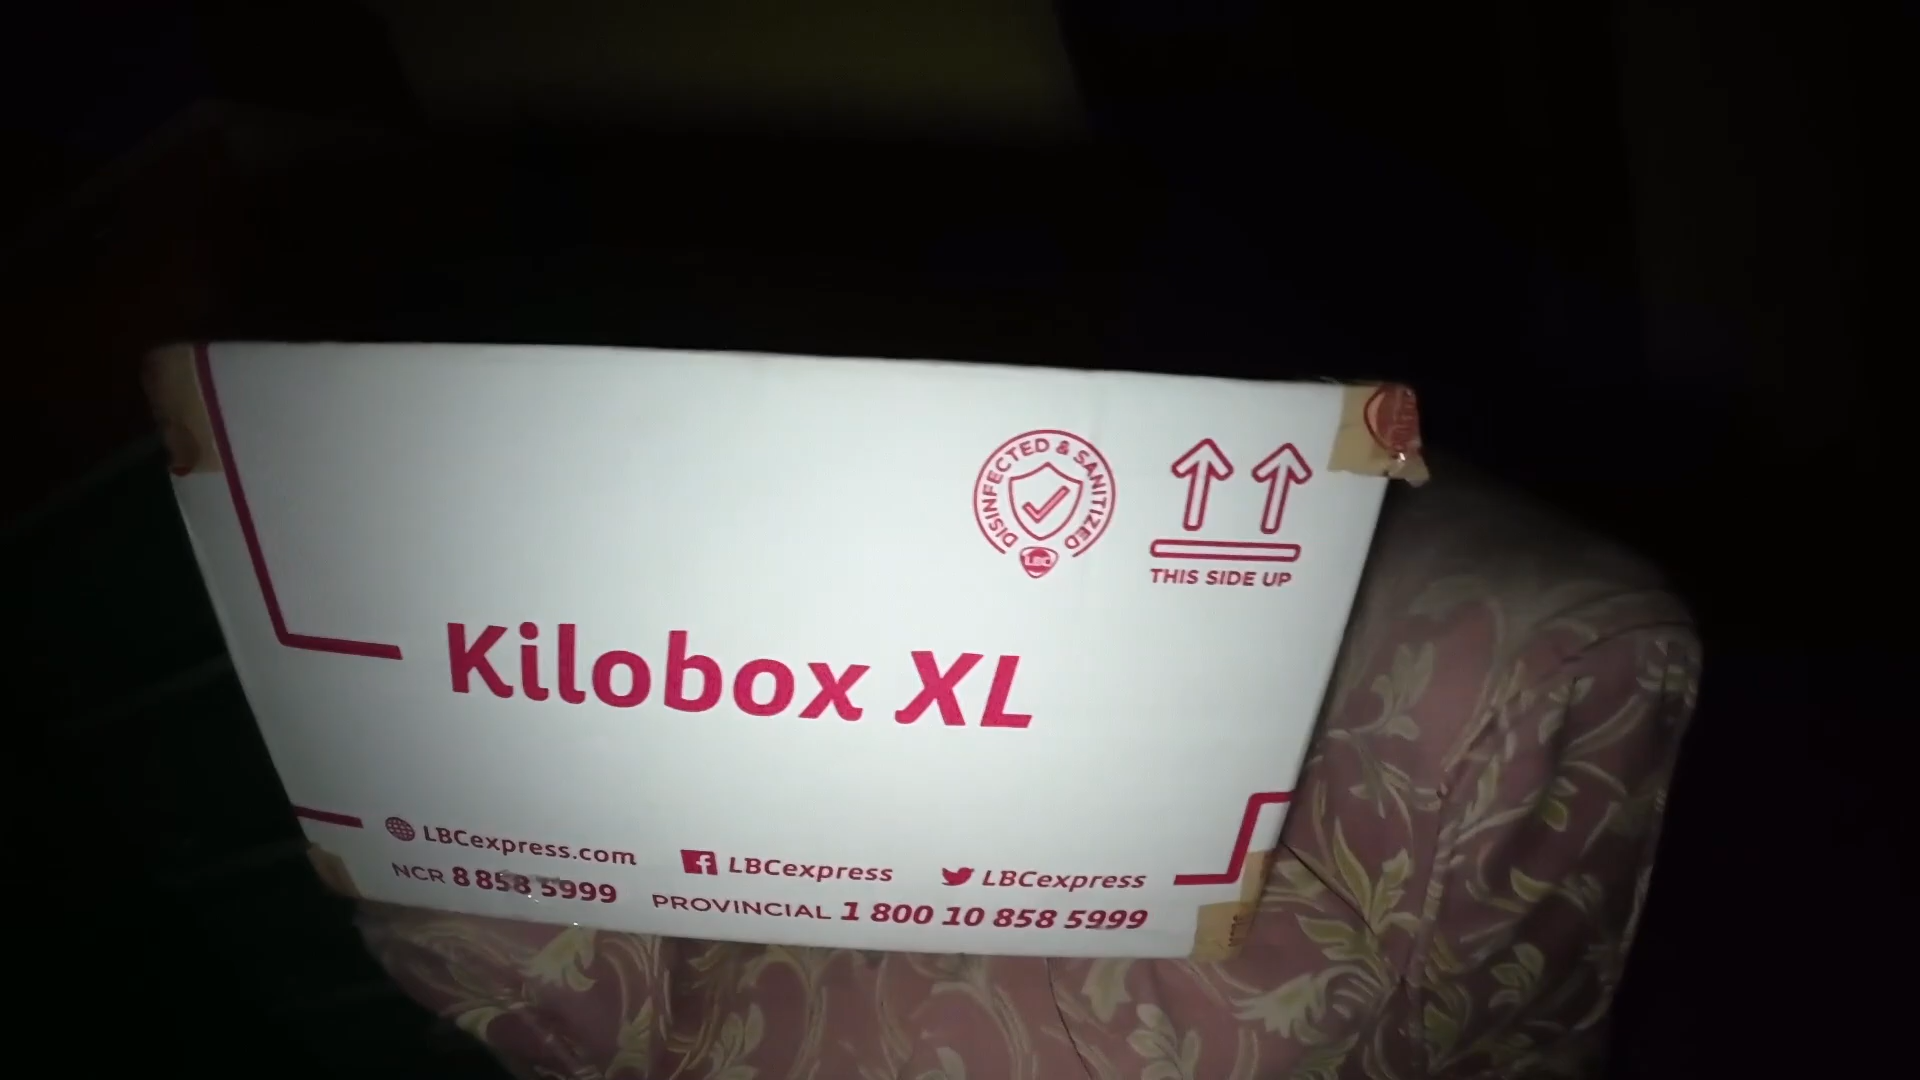 DISINFECTED & SANITIZED
LBC
THIS SIDE UP
Kilobox XL
LBCexpress.com
LBCexpress
LBCexpress
NCR 8 858 5999
PROVINCIAL 1 800 10 858 5999